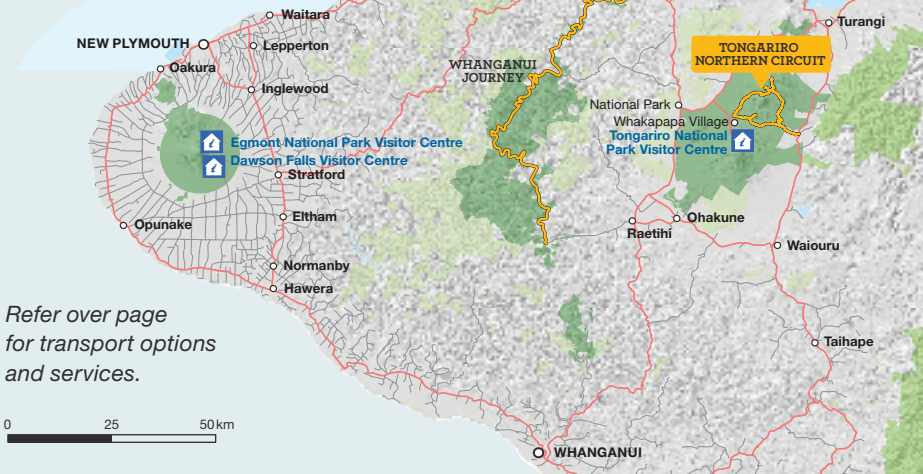 Waitara
Turangi
NEW PLYMOUTH
Lepperton
TONGARIRO
NORTHERN CIRCUIT
Oakura
WHANGANUI
JOURNEY
Inglewood
National Park
Whakapapa Village
Tongariro National
Park Visitor Centre
Egmont National Park Visitor Centre
Dawson Falls Visitor Centre
Stratford
Opunake
Eltham
Ohakune
Raetihi
Waiouru
Normanby
Hawera
Refer over page
for transport options
and services.
Taihape
0 25 50 km
WHANGANUI